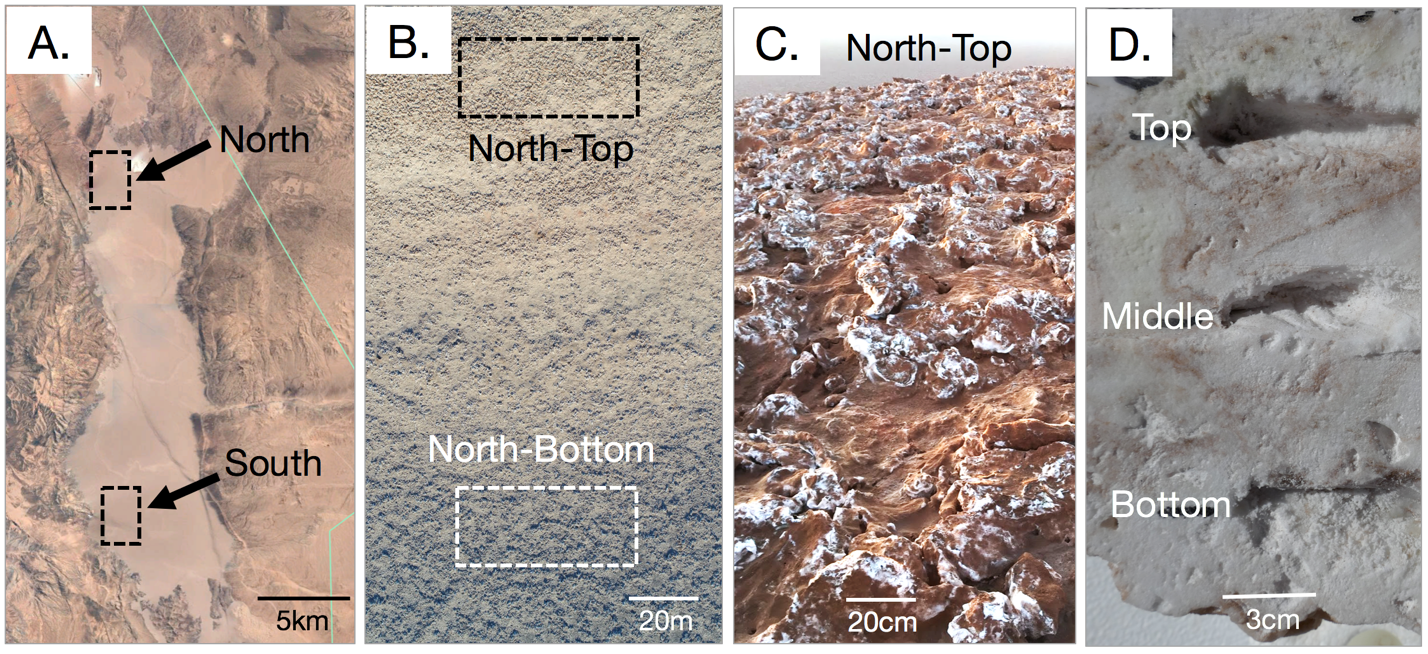 A.
North
South
5km
B.
North-Top
North-Bottom
20m
C.
North-Top
20cm
D.
Top
Middle
Bottom
3cm